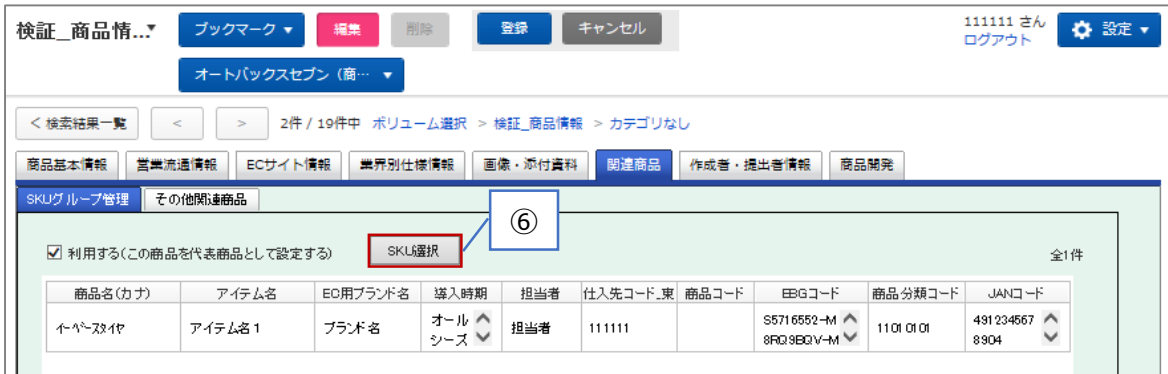 検証_商品情…▼ ブックマーク ▼ 編集 削除 登録 キャンセル 111111 さん 設定 ▼
ログアウト
オートバックスセブン（商… ▼
< 検索結果一覧 < > 2件 / 19件中 ボリューム選択 > 検証_商品情報 > カテゴリなし
商品基本情報 営業流通情報 ECサイト情報 業界別仕様情報 画像・添付資料 関連商品 作成者・提出者情報 商品開発
SKUグループ管理 その他関連商品
⑥
利用する(この商品を代表商品として設定する) SKU選択 全1件
商品名(カナ) アイテム名 EC用ブランド名 導入時期 担当者 仕入先コード_東 商品コード EBGコード 商品分類コード JANコード
イーパースタイヤ アイテム名1 ブランド名 オール 担当者 111111 S5716552-M 11010101 491234567
シーズ 8RQ9BQV-M 8904